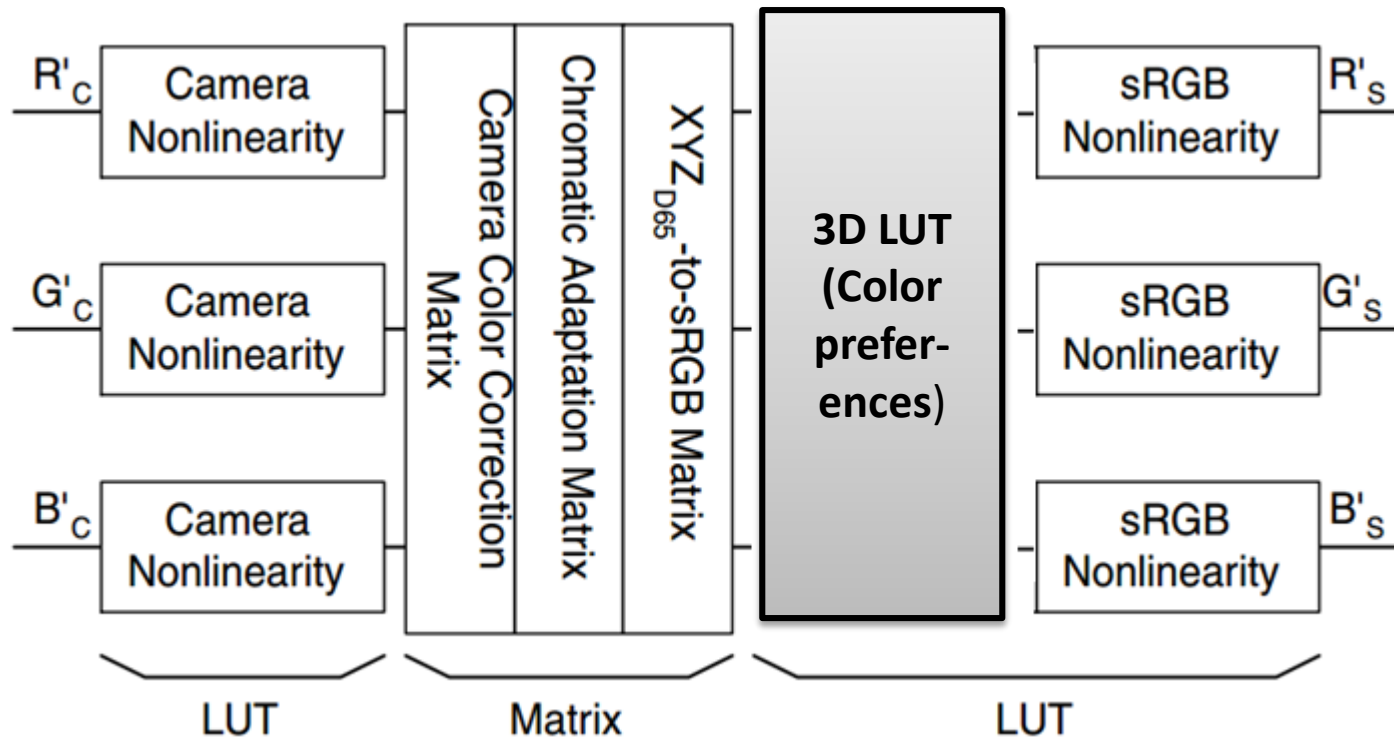 R'C
Camera
Nonlinearity
G'C
Camera
Nonlinearity
B'C
Camera
Nonlinearity
Camera Color Correction
Matrix
Chromatic Adaptation Matrix
XYZD65-to-sRGB Matrix
3D LUT
(Color
prefer-
ences)
sRGB
Nonlinearity
R'S
sRGB
Nonlinearity
G'S
sRGB
Nonlinearity
B'S
LUT
Matrix
LUT